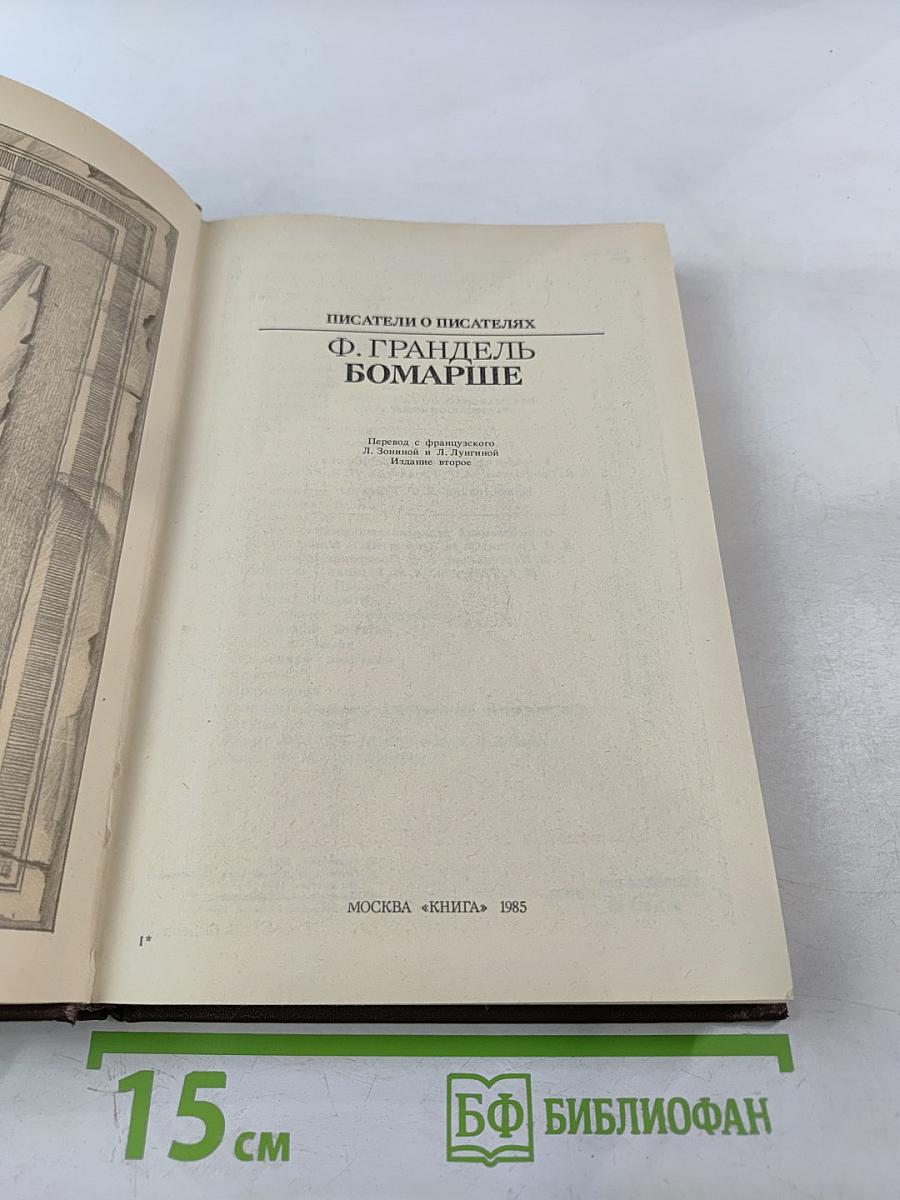 ПИСАТЕЛИ О ПИСАТЕЛЯХ
Ф. ГРАНДЕЛЬ
БОМАРШЕ
Перевод с французского
Л. Зониной и Л. Лунгиной
Издание второе
МОСКВА «КНИГА» 1985
1*
15 см
БФ БИБЛИОФАН